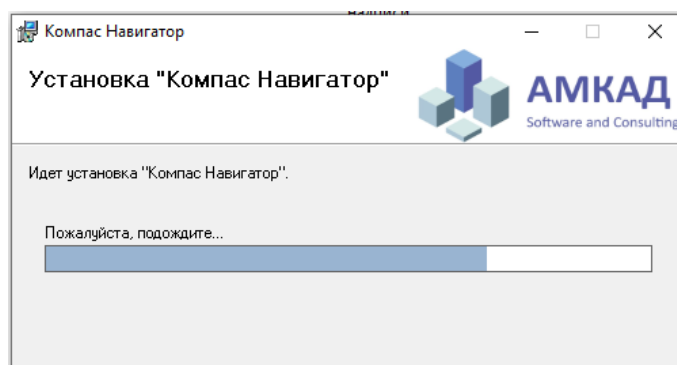 Компас Навигатор
Установка "Компас Навигатор"
АМКАД
Software and Consulting
Идет установка "Компас Навигатор".
Пожалуйста, подождите...